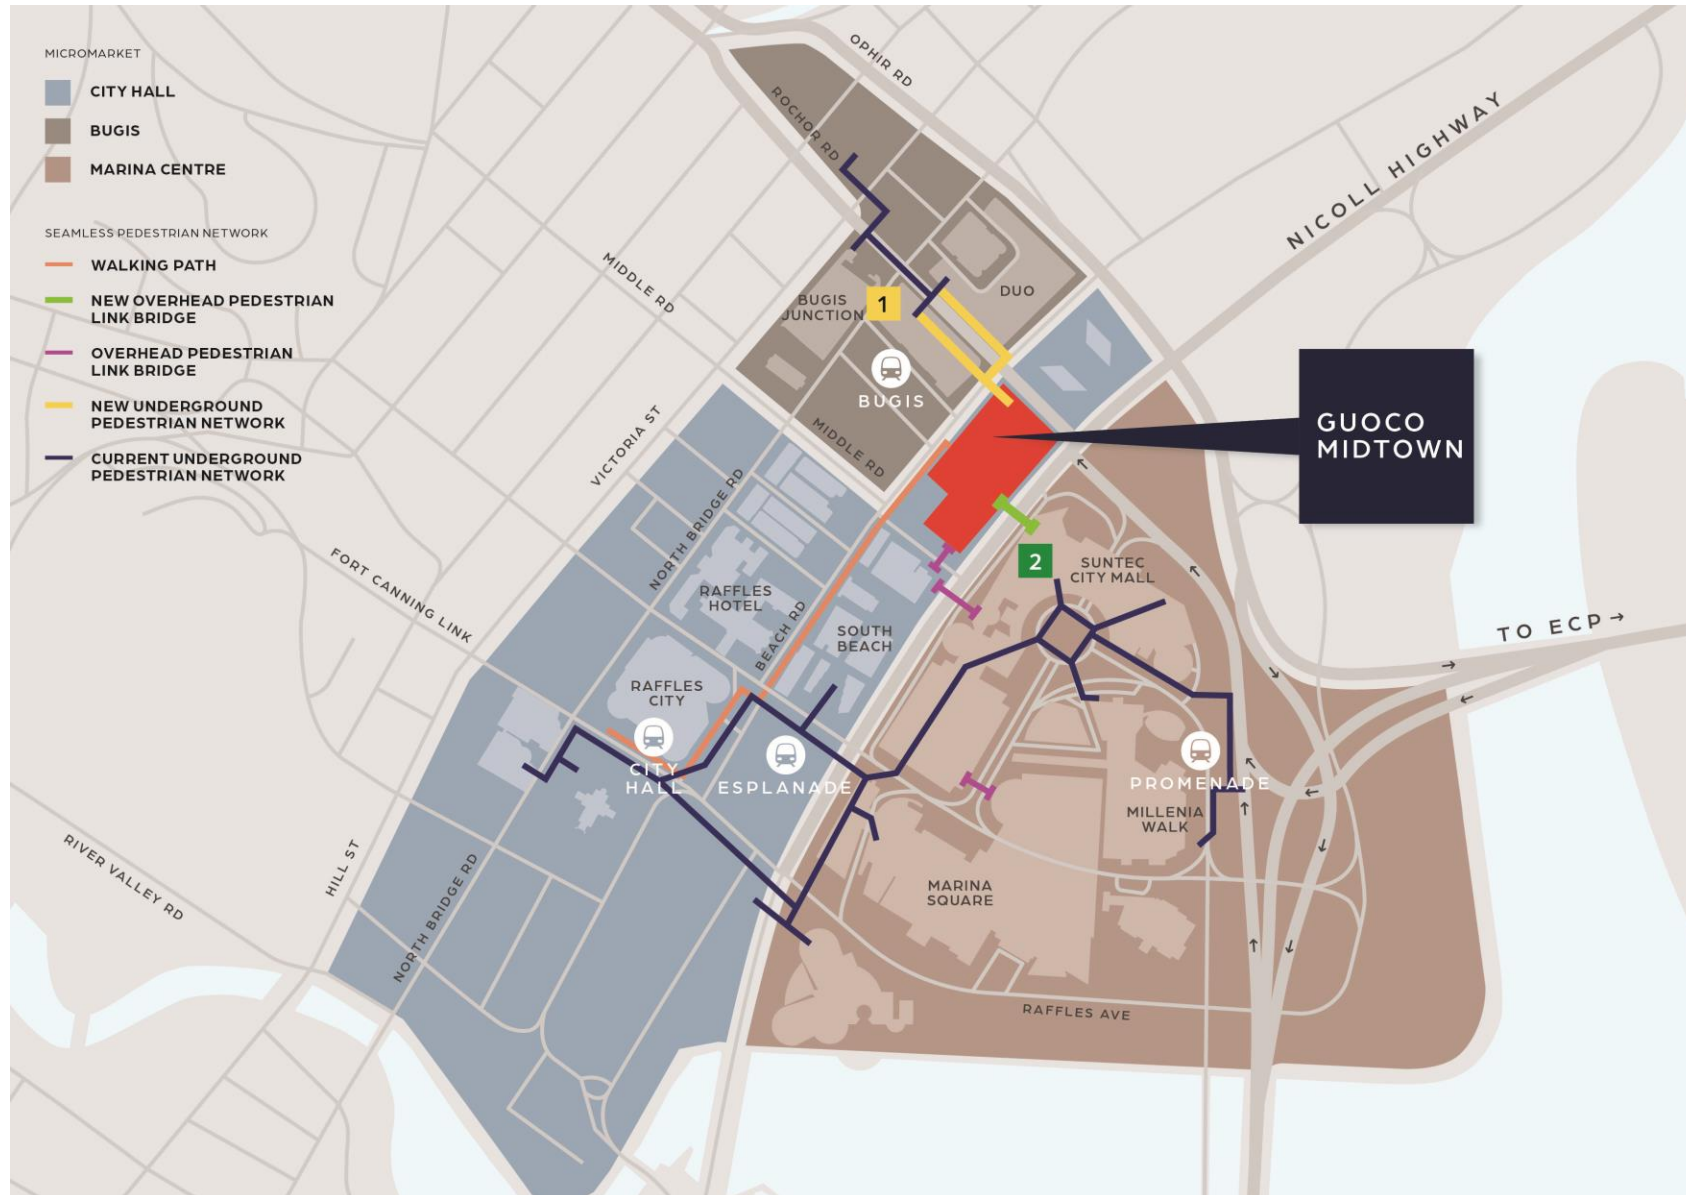 MICROMARKET
CITY HALL
BUGIS
MARINA CENTRE
SEAMLESS PEDESTRIAN NETWORK
WALKING PATH
NEW OVERHEAD PEDESTRIAN
LINK BRIDGE
OVERHEAD PEDESTRIAN
LINK BRIDGE
NEW UNDERGROUND
PEDESTRIAN NETWORK
CURRENT UNDERGROUND
PEDESTRIAN NETWORK
OPHIR RD
ROCHOR RD
NICOLL HIGHWAY
MIDDLE RD
BUGIS
JUNCTION
1
DUO
BUGIS
MIDDLE RD
VICTORIA ST
GUOCO
MIDTOWN
NORTH BRIDGE RD
FORT CANNING LINK
RAFFLES
HOTEL
BEACH RD
SOUTH
BEACH
2
SUNTEC
CITY MALL
TO ECP →
RAFFLES
CITY
CITY
HALL
ESPLANADE
PROMENADE
MILLENIA
WALK
RIVER VALLEY RD
HILL ST
NORTH BRIDGE RD
MARINA
SQUARE
RAFFLES AVE